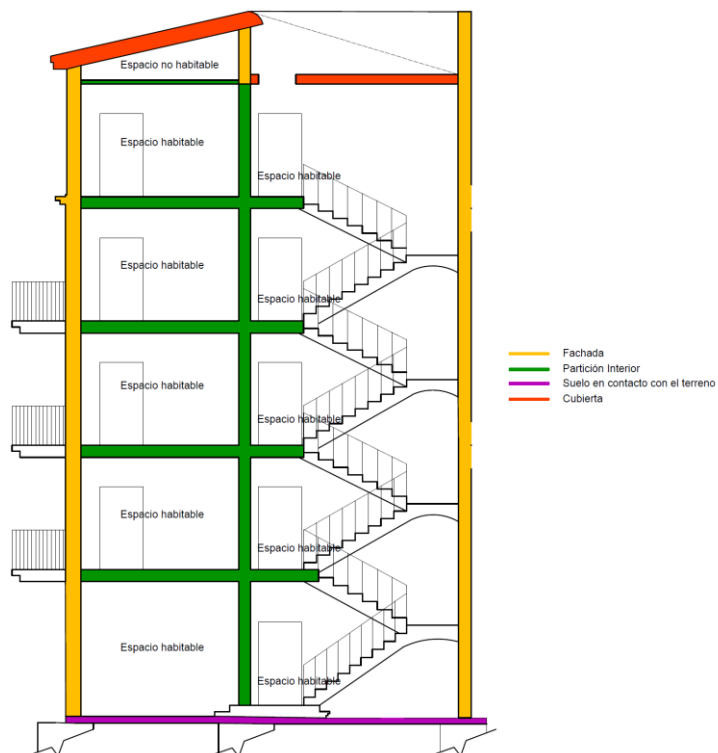 Espacio no habitable
Espacio habitable
Espacio habitable
Espacio habitable
Espacio habitable
Espacio habitable
Espacio habitable
Espacio habitable
Espacio habitable
Espacio habitable
Espacio habitable
Fachada
Partición Interior
Suelo en contacto con el terreno
Cubierta